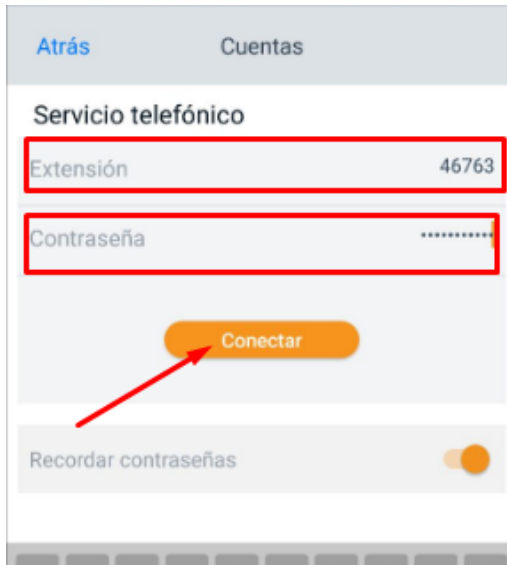 Atrás Cuentas
Servicio telefónico
Extensión 46763
Contraseña •••••••••••
Conectar
Recordar contraseñas